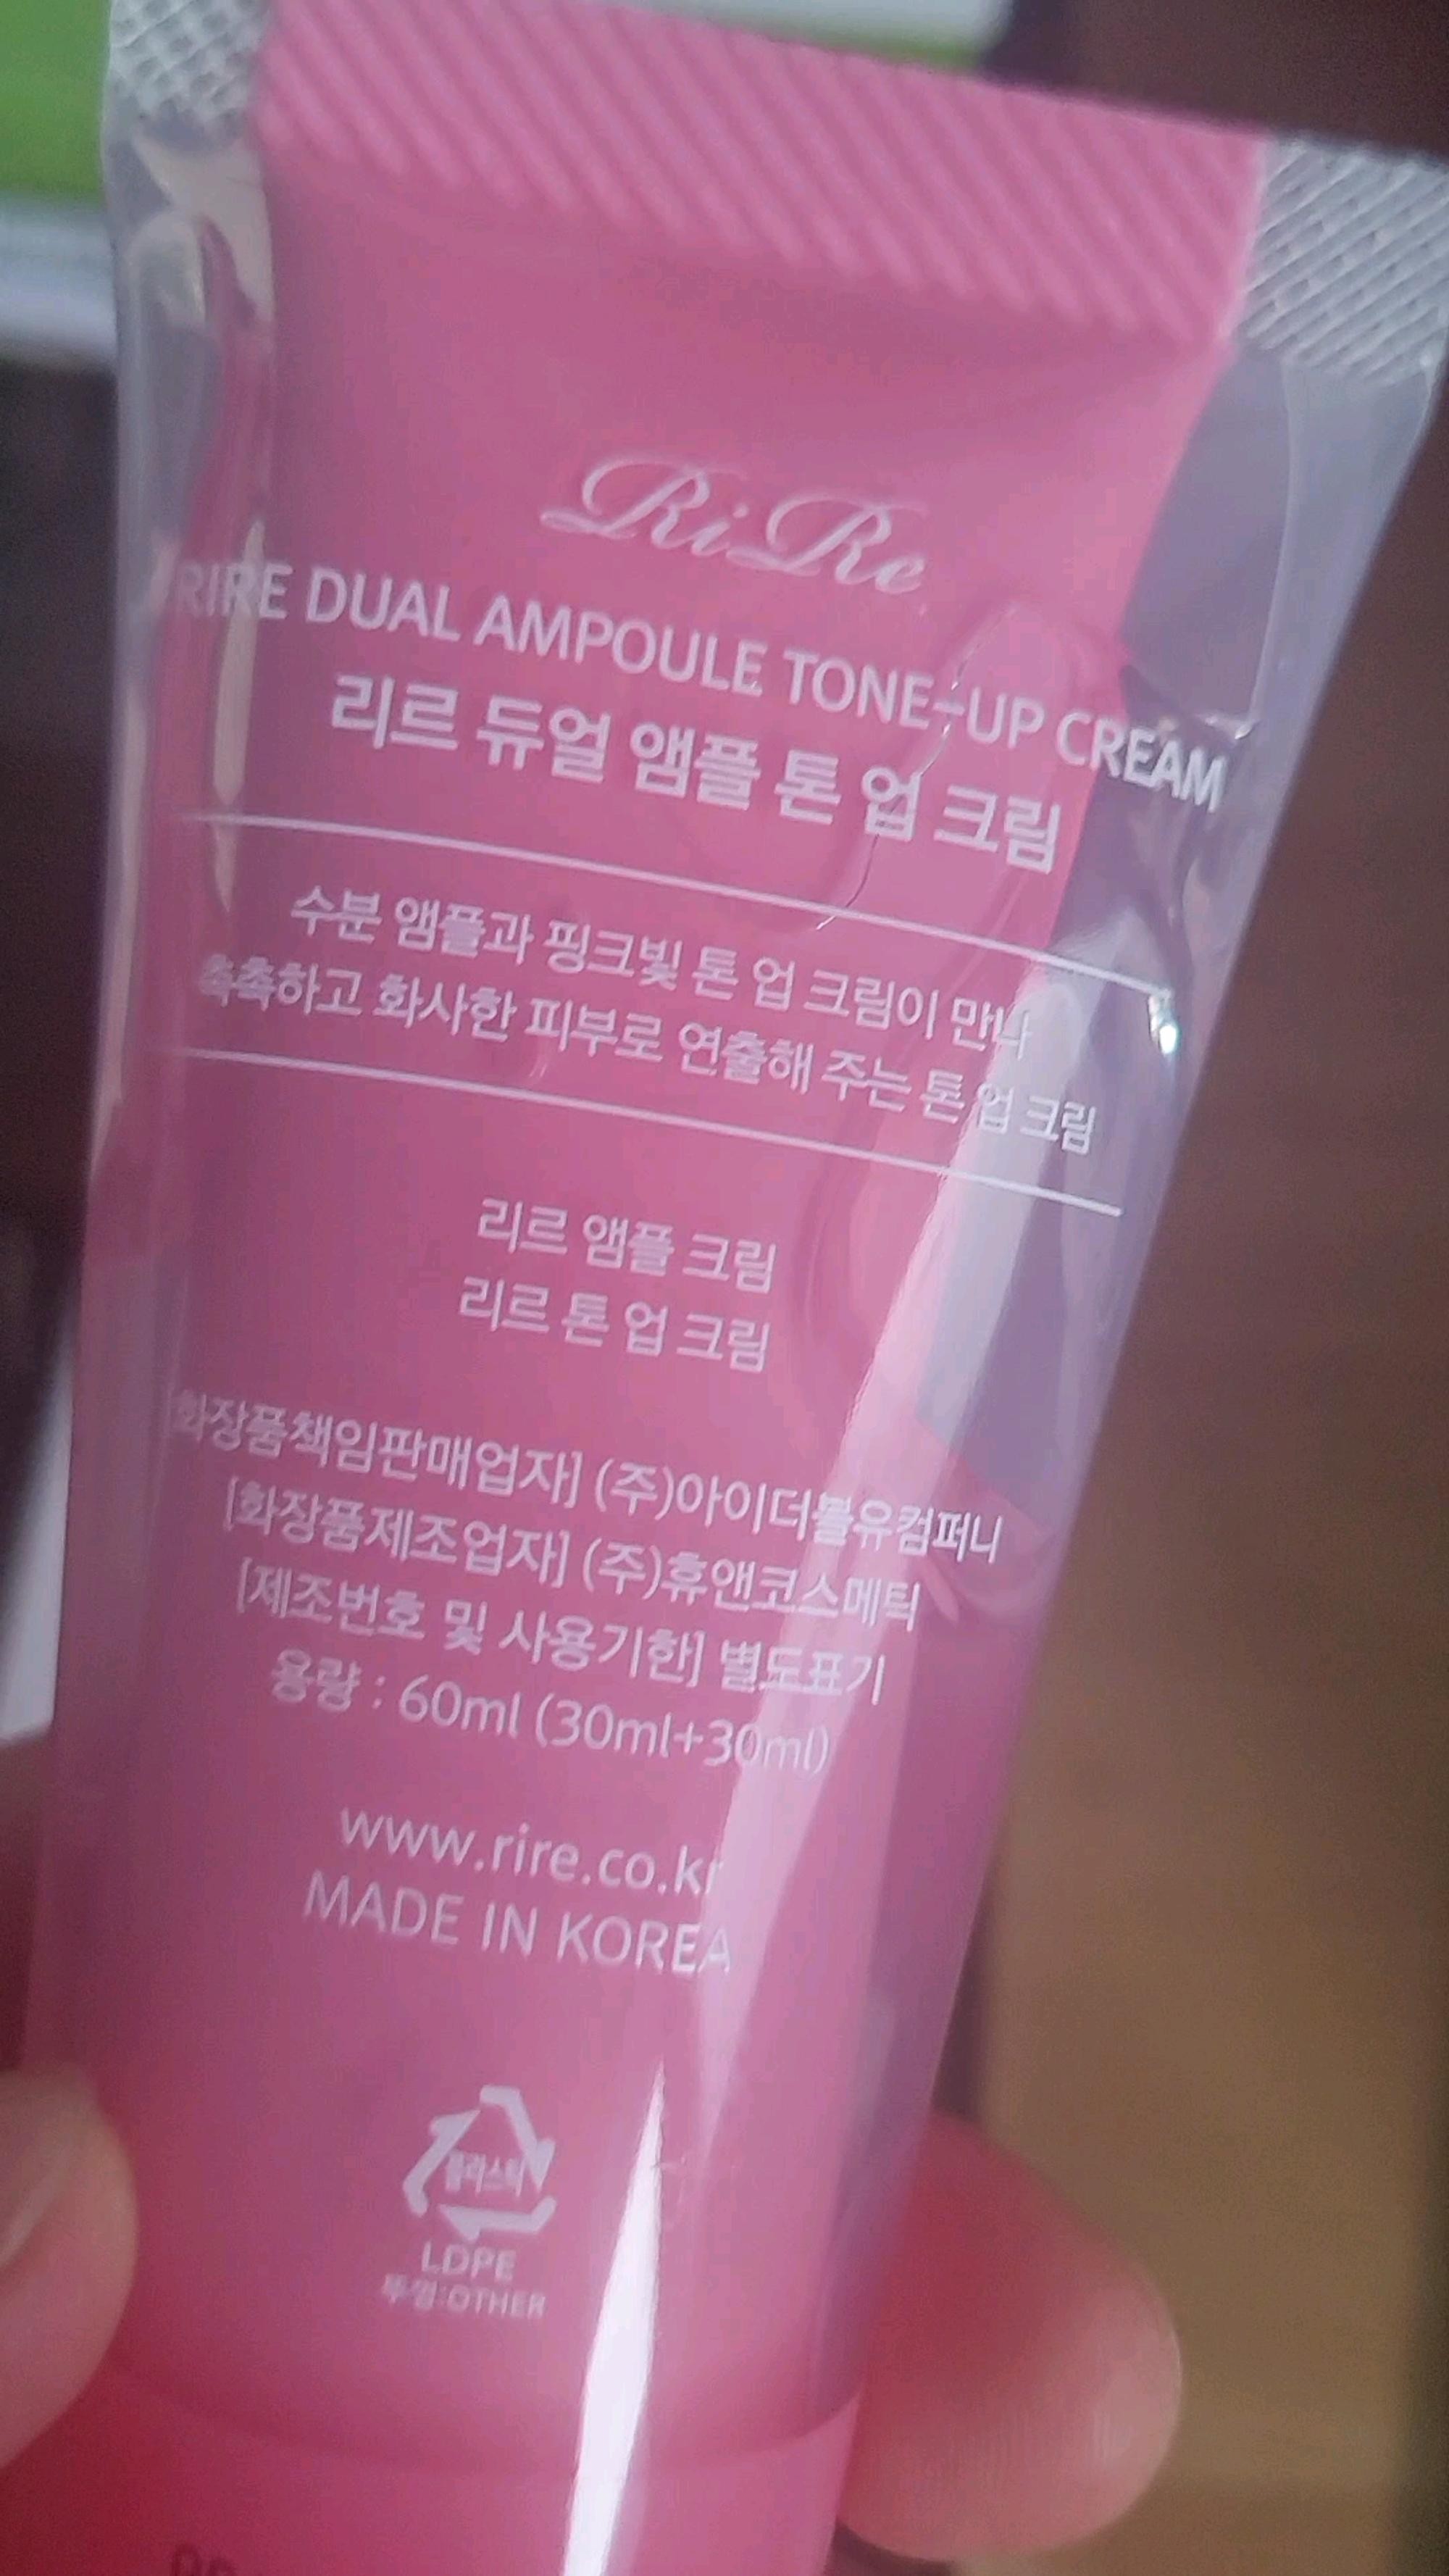 RiRe
RIRE DUAL AMPOULE TONE-UP CREAM
리르 듀얼 앰플 톤 업 크림
수분 앰플과 핑크빛 톤 업 크림이 만나
촉촉하고 화사한 피부로 연출해 주는 톤 업 크림
리르 앰플 크림
리르 톤 업 크림
화장품책임판매업자] (주)아이더블유컴퍼니
[화장품제조업자] (주)휴앤코스메틱
[제조번호 및 사용기한] 별도표기
용량 : 60ml (30ml+30ml)
www.rire.co.kr
MADE IN KOREA
플라스틱
LDPE
뚜껑:OTHER